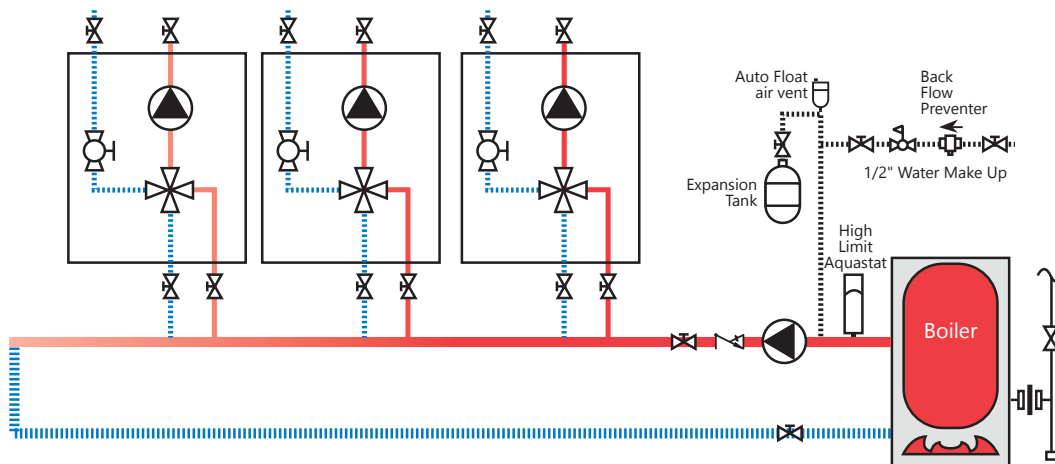 Auto Float
air vent
Back
Flow
Preventer
1/2" Water Make Up
Expansion
Tank
High
Limit
Aquastat
Boiler